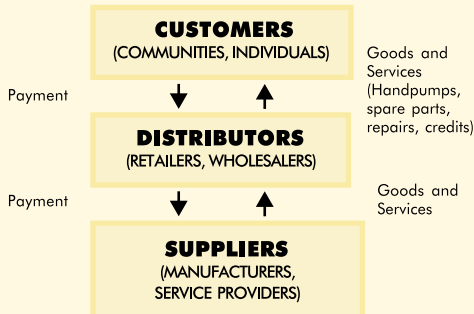 CUSTOMERS
(COMMUNITIES, INDIVIDUALS)
Payment
Goods and
Services
(Handpumps,
spare parts,
repairs, credits)
DISTRIBUTORS
(RETAILERS, WHOLESALERS)
Payment
Goods and
Services
SUPPLIERS
(MANUFACTURERS,
SERVICE PROVIDERS)